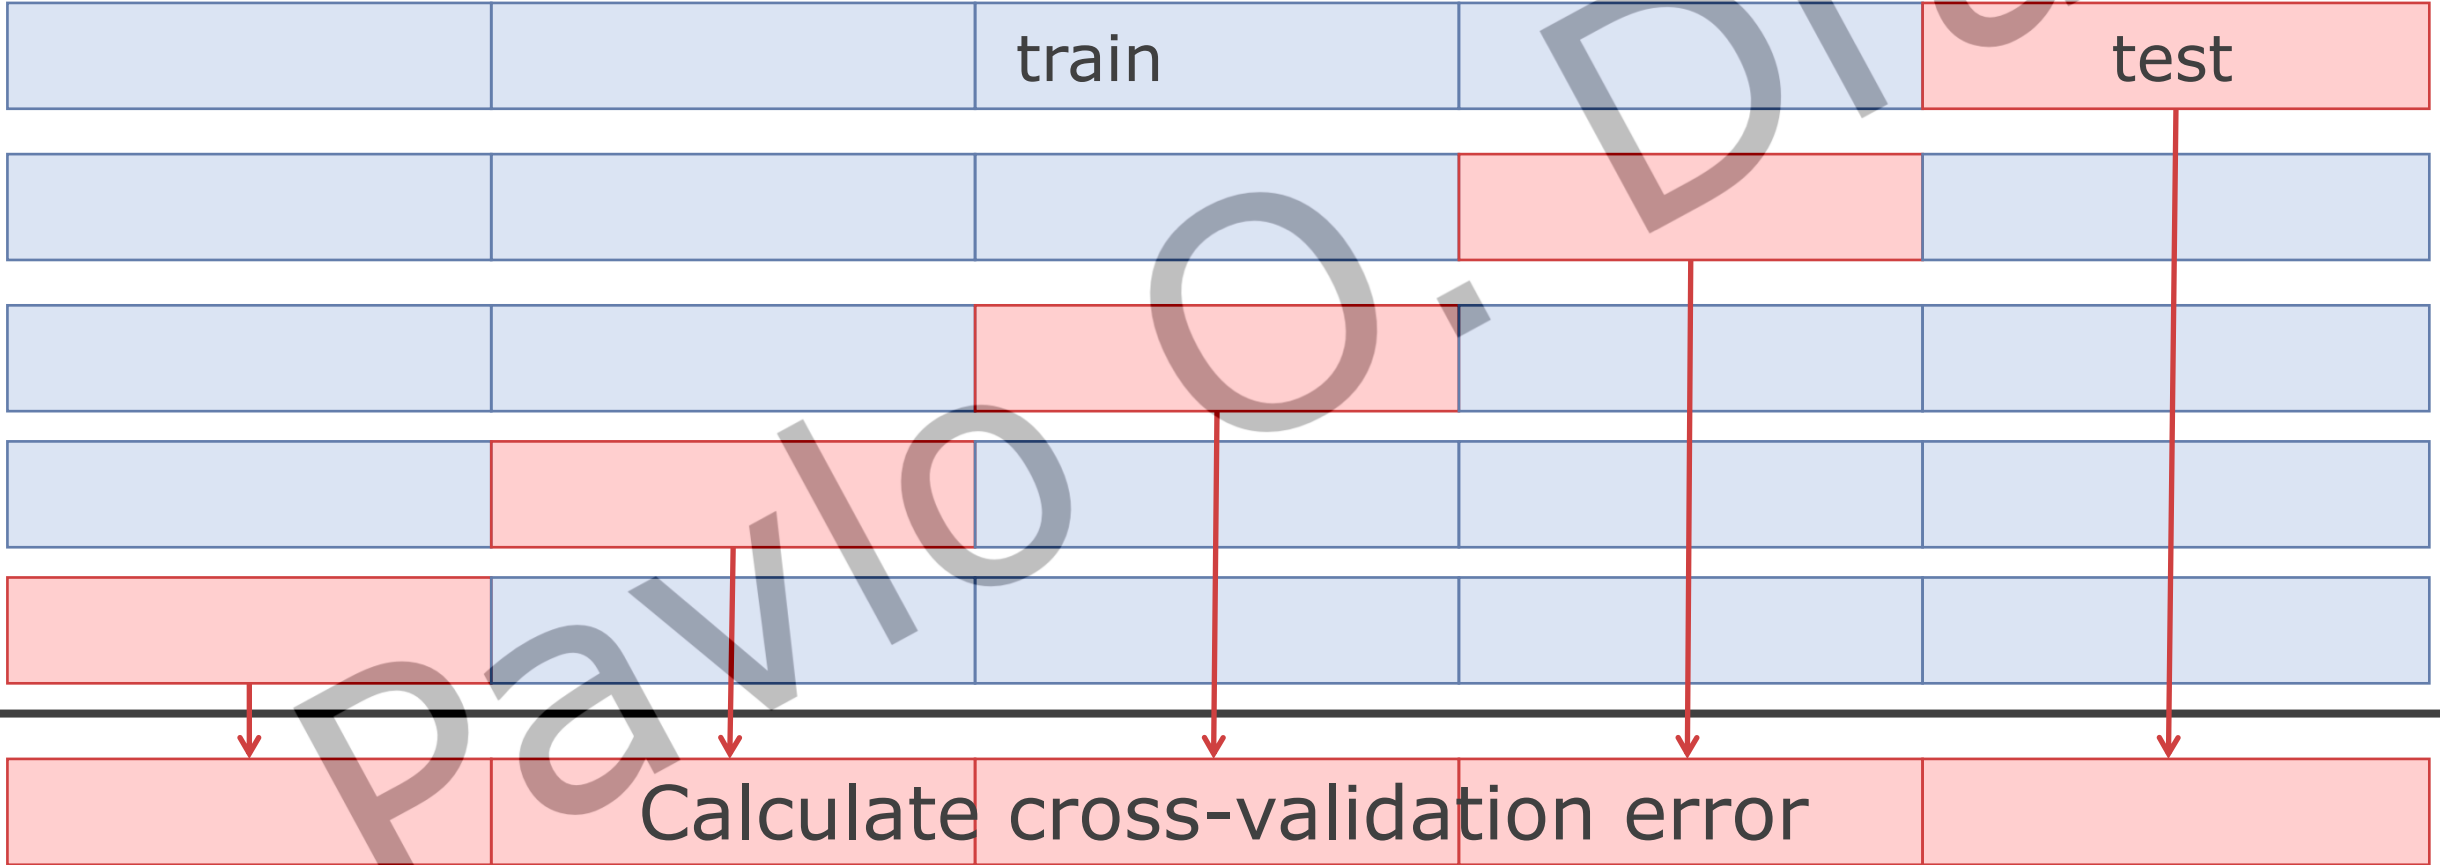 train
test
Calculate cross-validation error
Pavlo O.